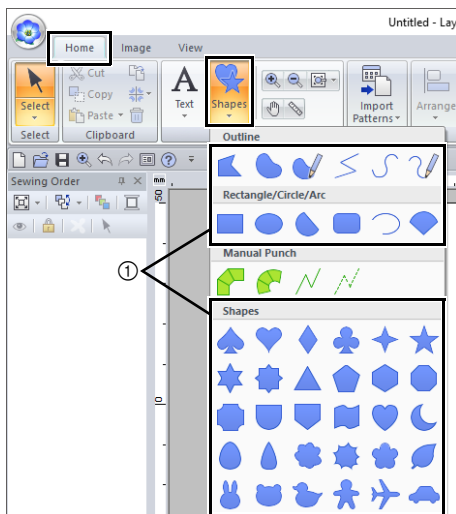 Untitled - Lay
Home Image View
Select
Cut
Copy
Paste
Text
Shapes
Import
Patterns
Arrange
Select Clipboard
Outline
Sewing Order
mm
50
Rectangle/Circle/Arc
①
Manual Punch
Shapes
0